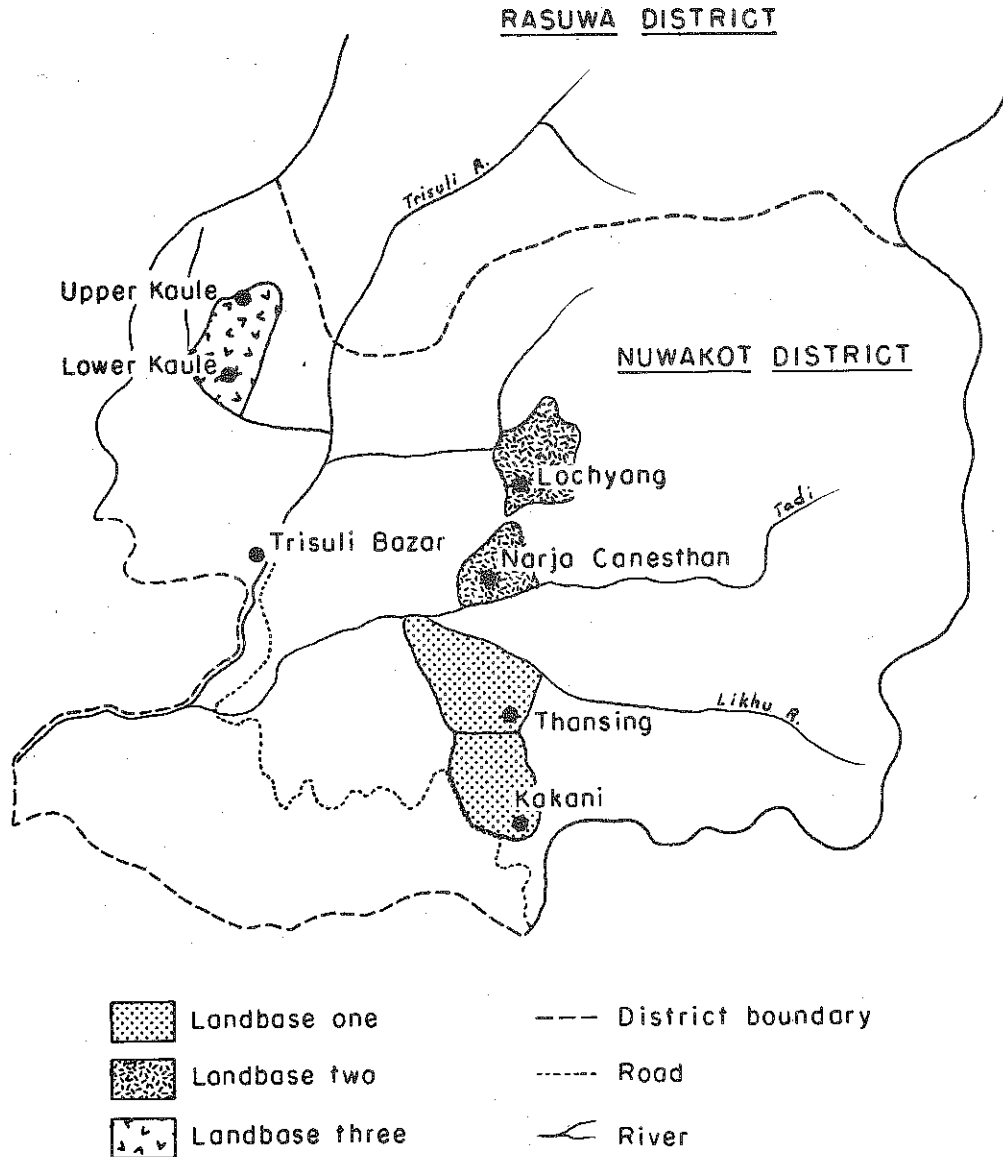 RASUWA DISTRICT
Trisuli R.
Upper Kaule
Lower Kaule
NUWAKOT DISTRICT
Lochyang
Tadi
Trisuli Bazar
Narja Canesthan
Likhu R.
Thansing
Kakani
Landbase one
District boundary
Landbase two
Road
Landbase three
River